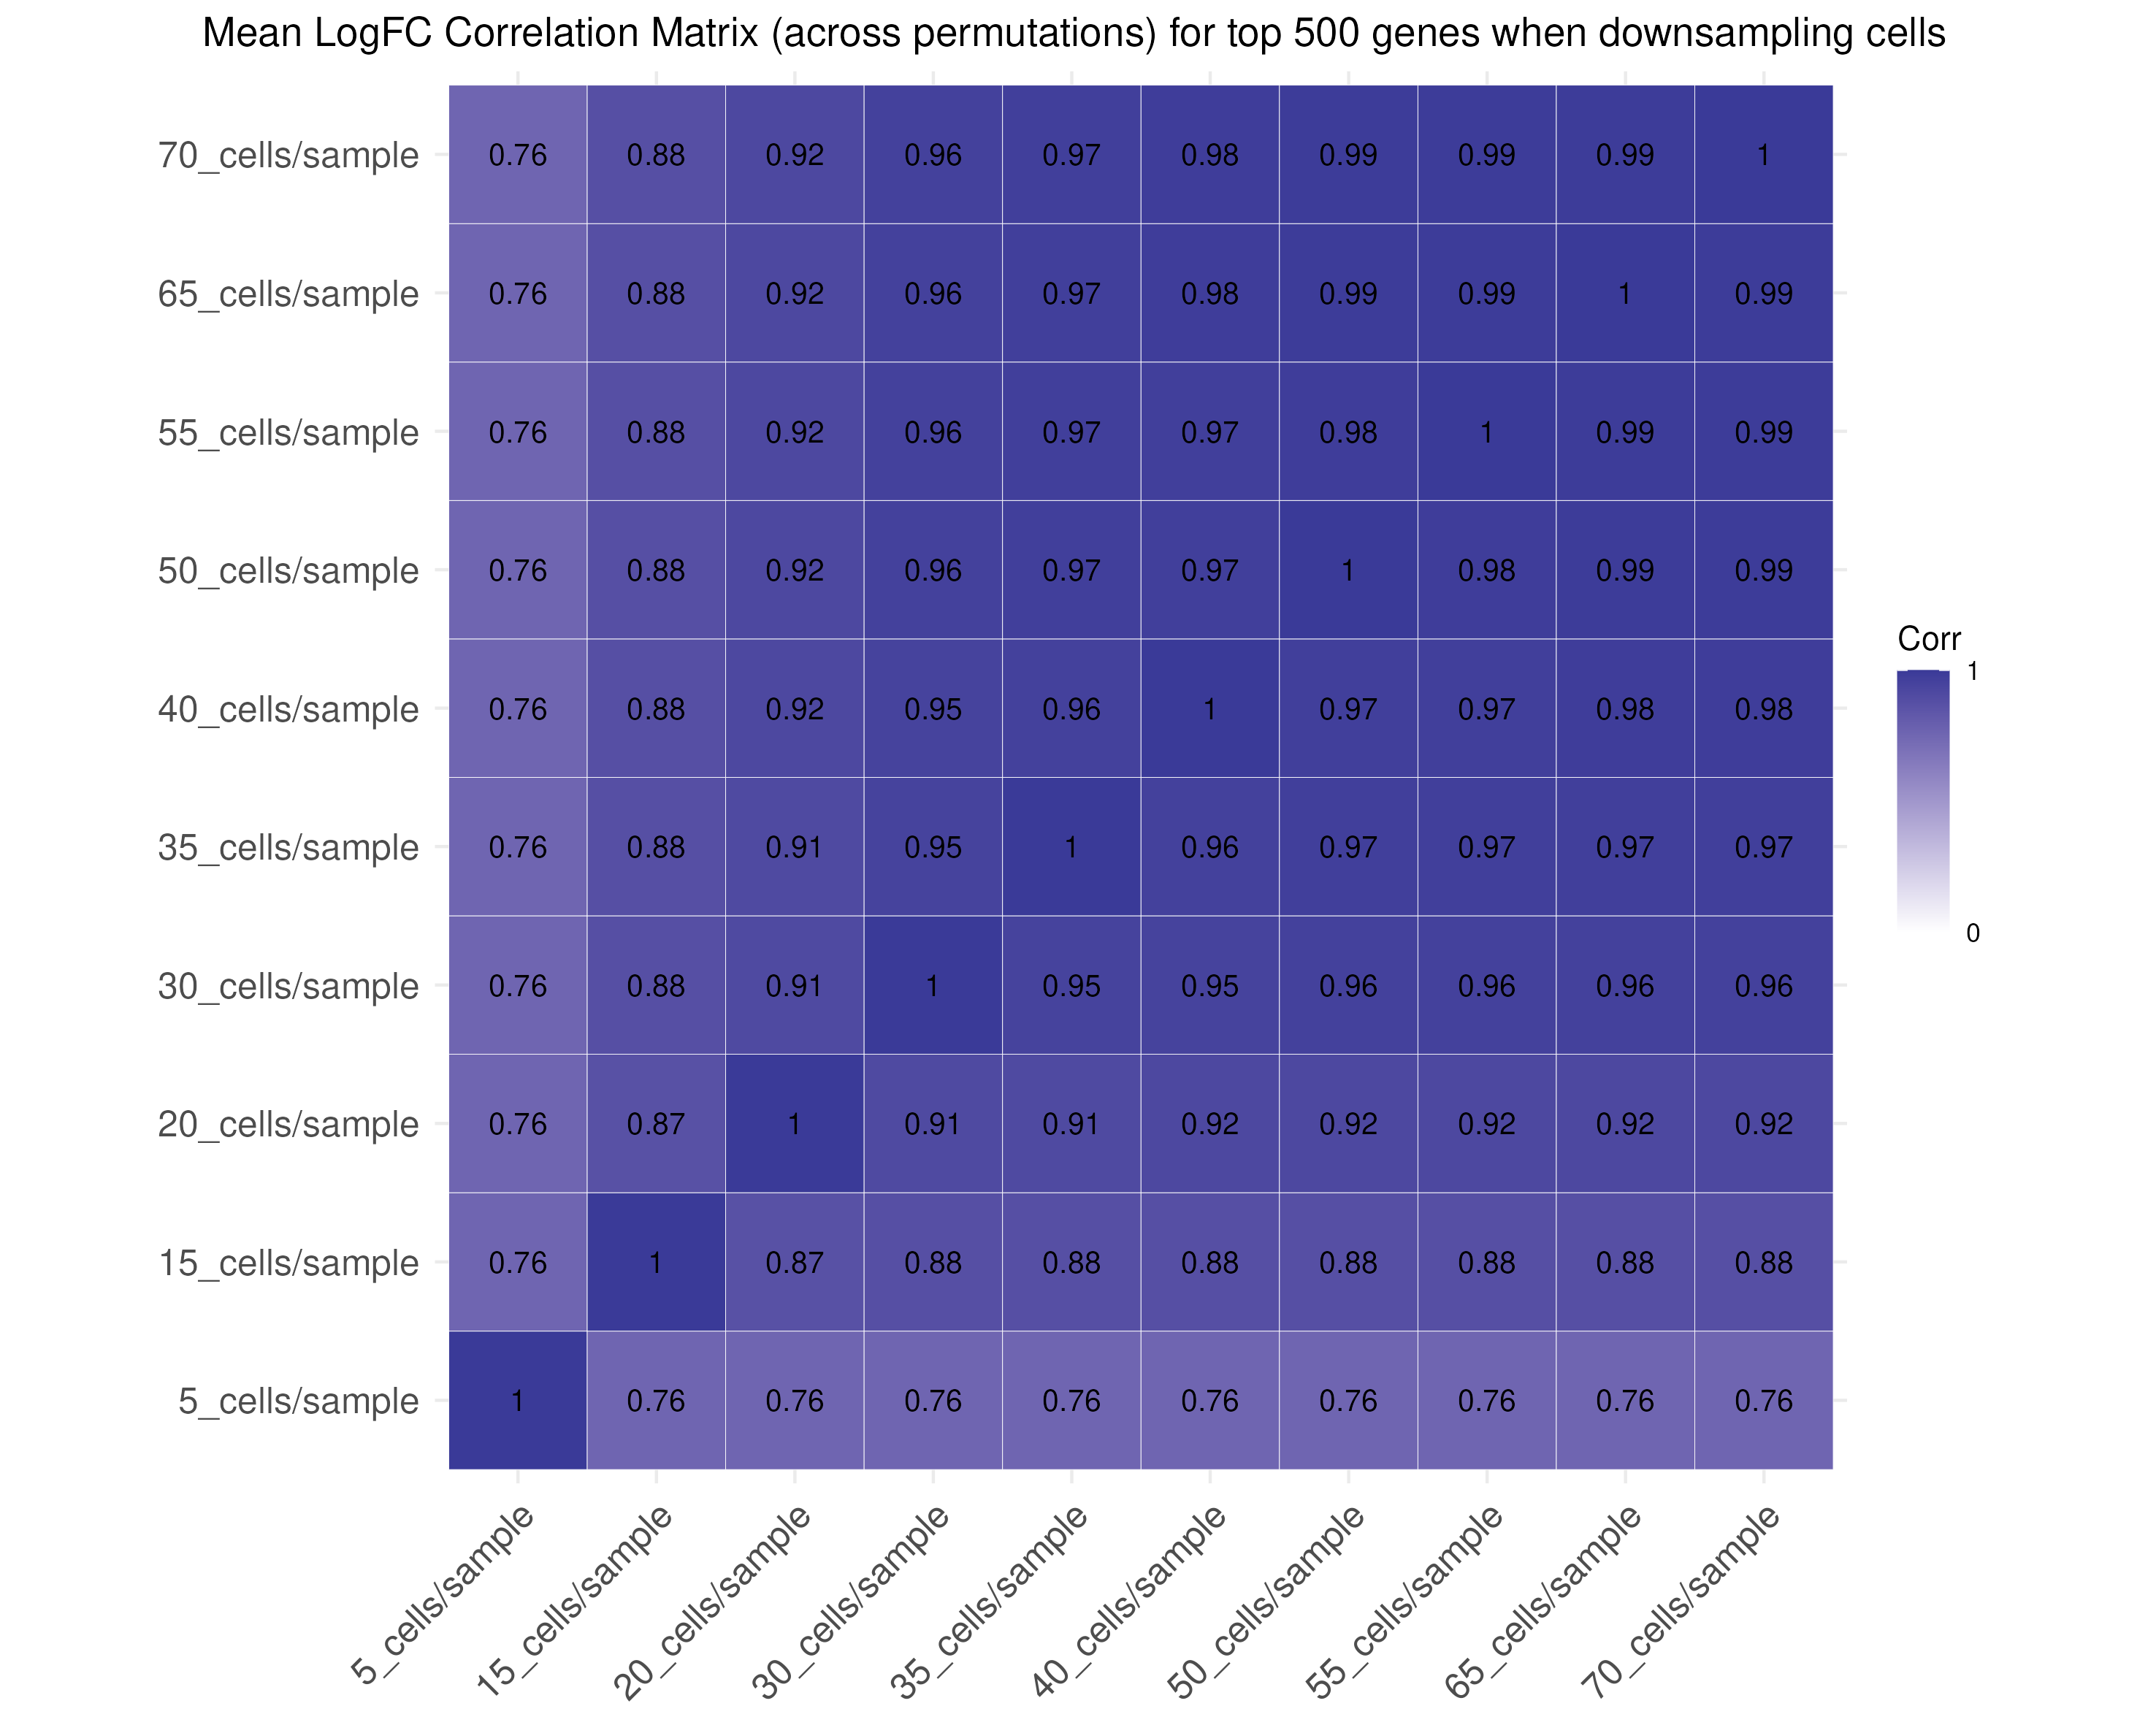 Mean LogFC Correlation Matrix (across permutations) for top 500 genes when downsampling cells
70_cells/sample 0.76 0.88 0.92 0.96 0.97 0.98 0.99 0.99 0.99 1
65_cells/sample 0.76 0.88 0.92 0.96 0.97 0.98 0.99 0.99 1 0.99
55_cells/sample 0.76 0.88 0.92 0.96 0.97 0.97 0.98 1 0.99 0.99
50_cells/sample 0.76 0.88 0.92 0.96 0.97 0.97 1 0.98 0.99 0.99
40_cells/sample 0.76 0.88 0.92 0.95 0.96 1 0.97 0.97 0.98 0.98
35_cells/sample 0.76 0.88 0.91 0.95 1 0.96 0.97 0.97 0.97 0.97
30_cells/sample 0.76 0.88 0.91 1 0.95 0.95 0.96 0.96 0.96 0.96
20_cells/sample 0.76 0.87 1 0.91 0.91 0.92 0.92 0.92 0.92 0.92
15_cells/sample 0.76 1 0.87 0.88 0.88 0.88 0.88 0.88 0.88 0.88
5_cells/sample 1 0.76 0.76 0.76 0.76 0.76 0.76 0.76 0.76 0.76
5_cells/sample 15_cells/sample 20_cells/sample 30_cells/sample 35_cells/sample 40_cells/sample 50_cells/sample 55_cells/sample 65_cells/sample 70_cells/sample
Corr
1
0